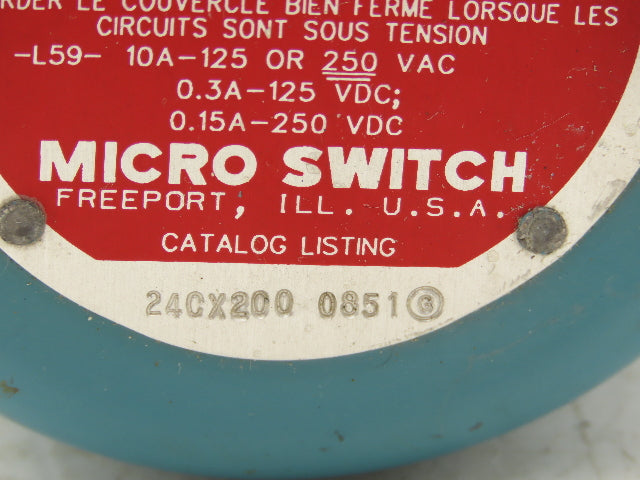 RDER LE COUVERCLE BIEN FERME LORSQUE LES
CIRCUITS SONT SOUS TENSION
-L59- 10A-125 OR 250 VAC
0.3A-125 VDC;
0.15A-250 VDC
MICRO SWITCH
FREEPORT, ILL. U.S.A.
CATALOG LISTING
24CX200 0851